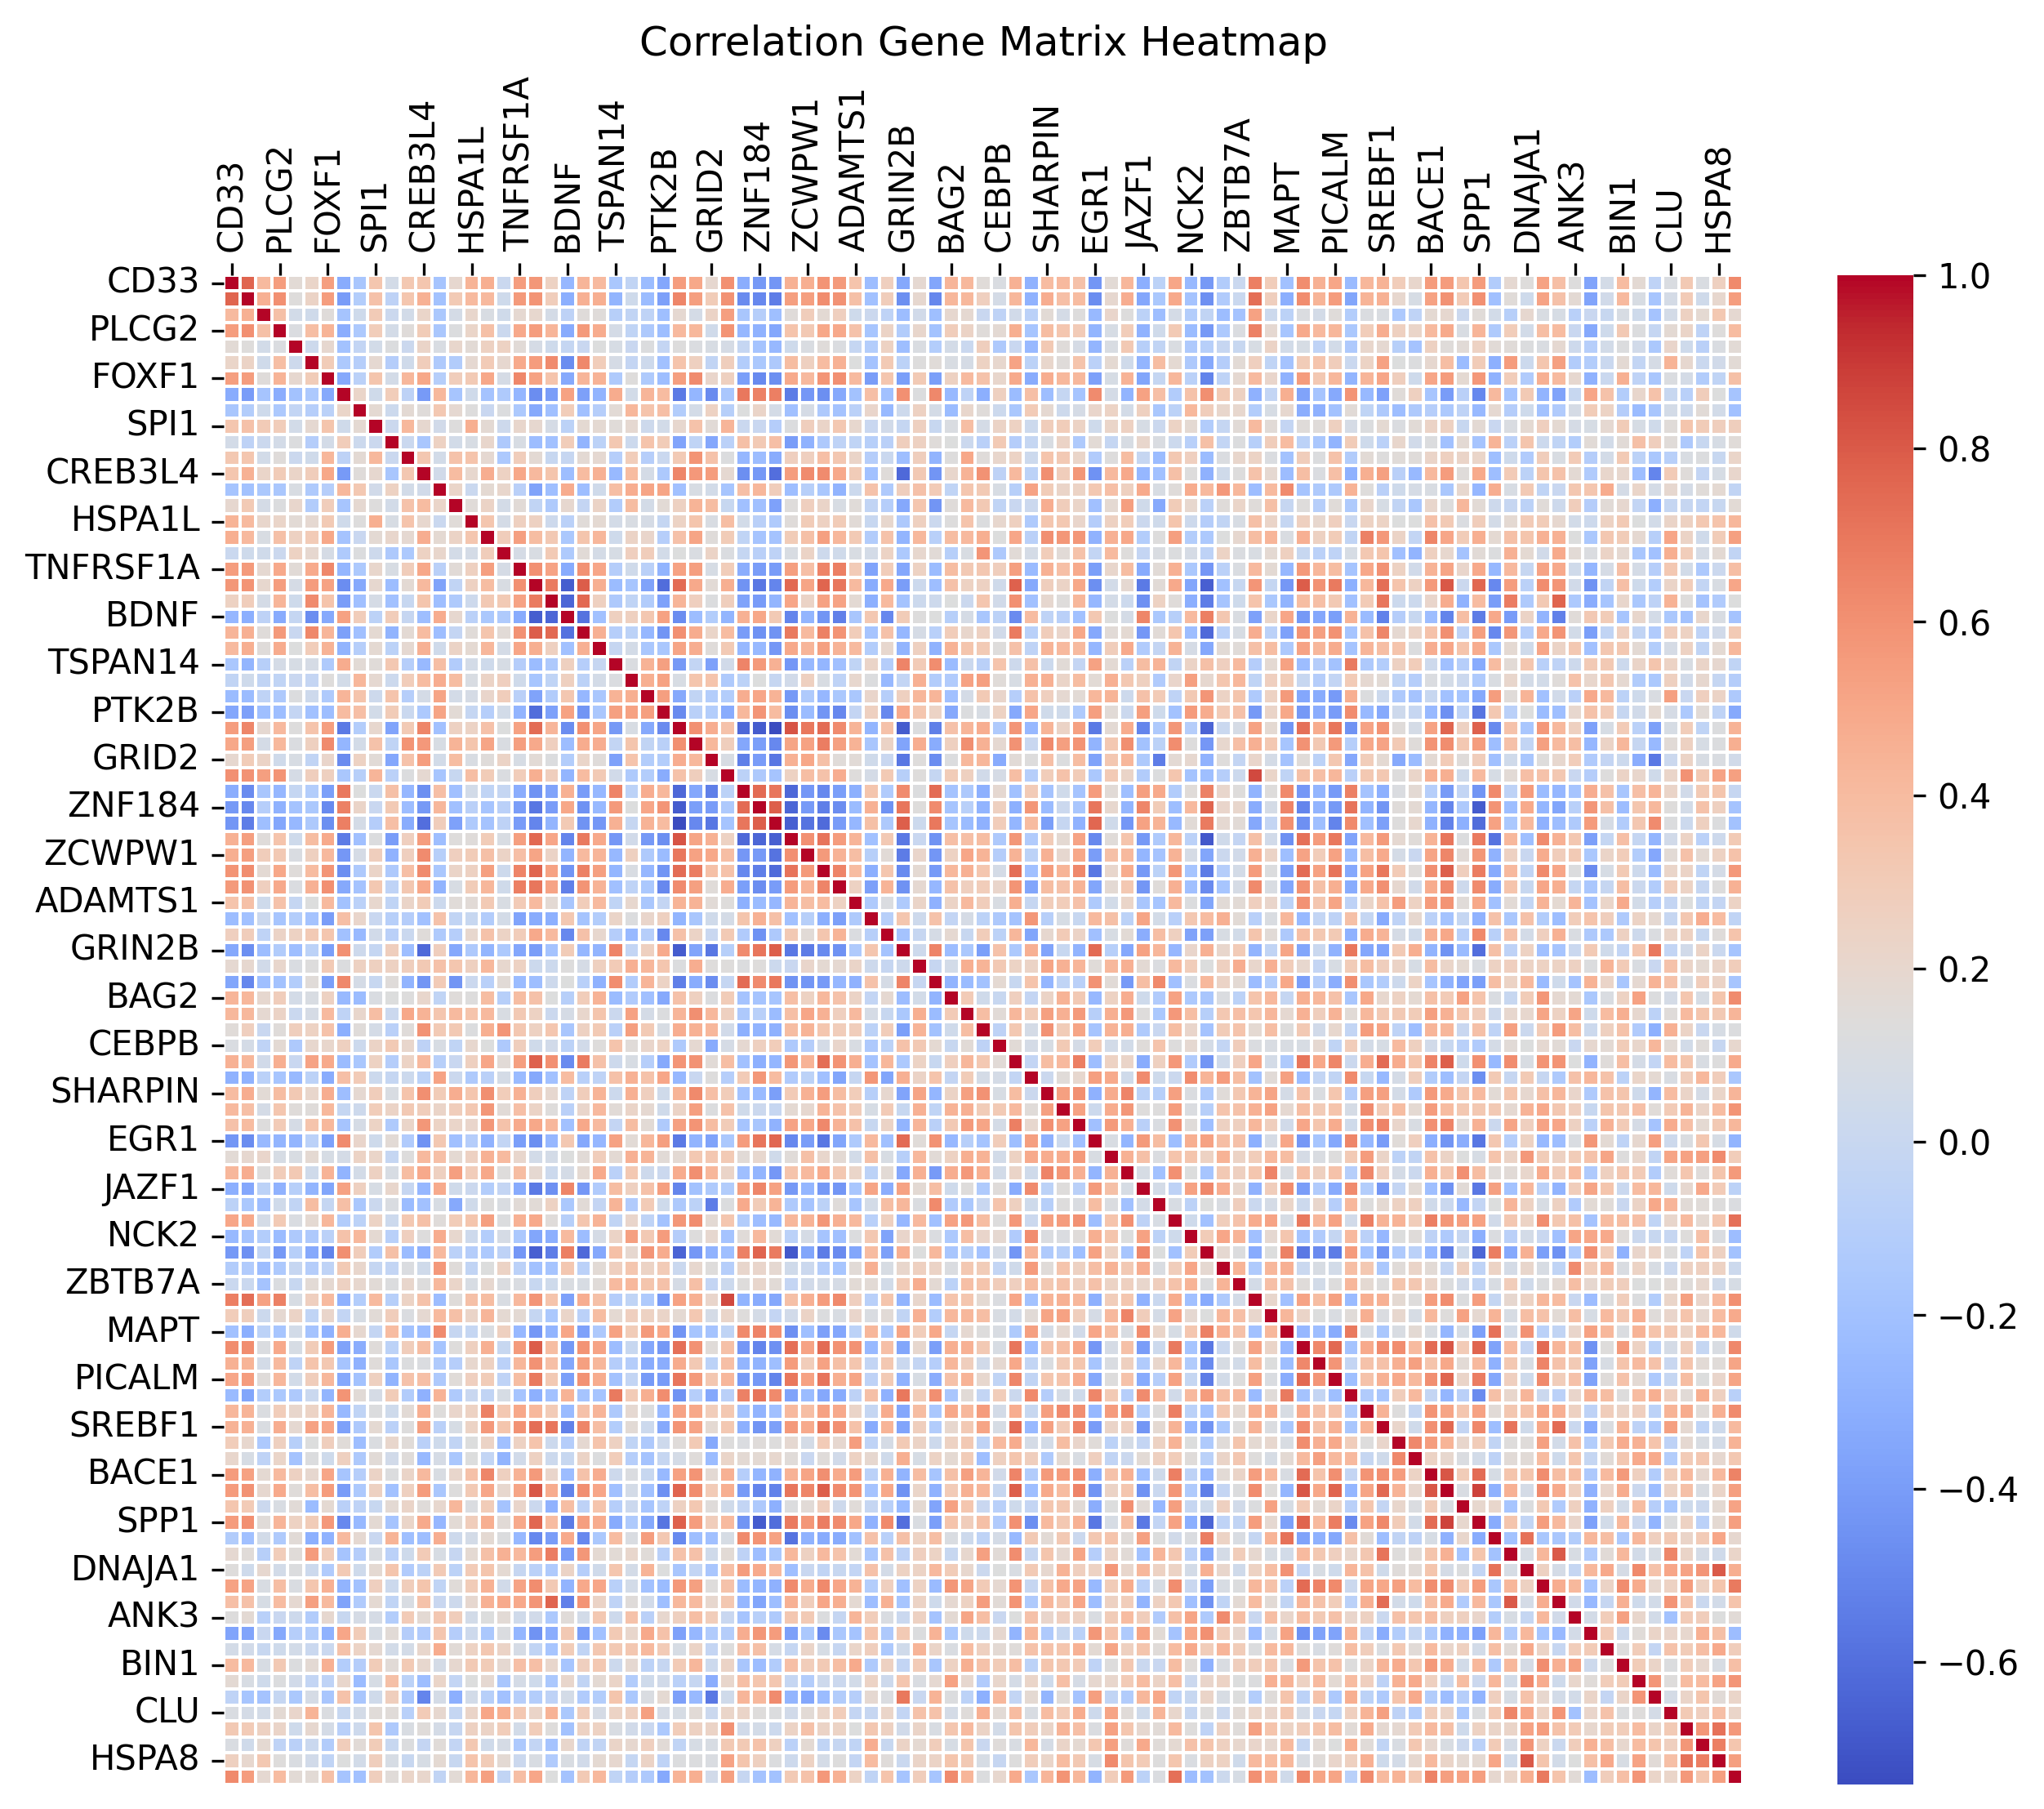 Correlation Gene Matrix Heatmap
CD33
PLCG2
FOXF1
SPI1
CREB3L4
HSPA1L
TNFRSF1A
BDNF
TSPAN14
PTK2B
GRID2
ZNF184
ZCWPW1
ADAMTS1
GRIN2B
BAG2
CEBPB
SHARPIN
EGR1
JAZF1
NCK2
ZBTB7A
MAPT
PICALM
SREBF1
BACE1
SPP1
DNAJA1
ANK3
BIN1
CLU
HSPA8
CD33
PLCG2
FOXF1
SPI1
CREB3L4
HSPA1L
TNFRSF1A
BDNF
TSPAN14
PTK2B
GRID2
ZNF184
ZCWPW1
ADAMTS1
GRIN2B
BAG2
CEBPB
SHARPIN
EGR1
JAZF1
NCK2
ZBTB7A
MAPT
PICALM
SREBF1
BACE1
SPP1
DNAJA1
ANK3
BIN1
CLU
HSPA8
1.0
0.8
0.6
0.4
0.2
0.0
−0.2
−0.4
−0.6